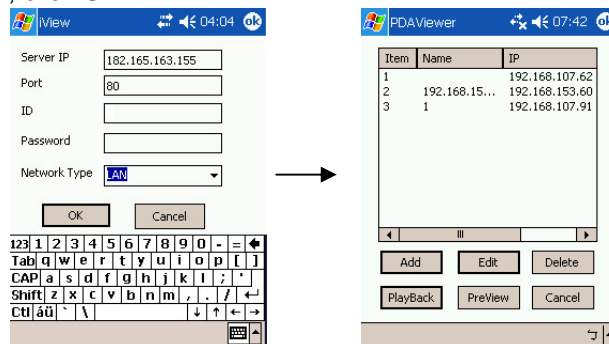 iView 04:04 ok
Server IP 182.165.163.155
Port 80
ID
Password
Network Type LAN
OK Cancel
123 1 2 3 4 5 6 7 8 9 0 - =
Tab q w e r t y u i o p [ ]
CAP a s d f g h j k l ; '
Shift z x c v b n m , . /
Ctl áü ` \
PDAViewer 07:42 ok
Item Name IP
1 192.168.107.62
2 192.168.15... 192.168.153.60
3 1 192.168.107.91
Add Edit Delete
PlayBack PreView Cancel